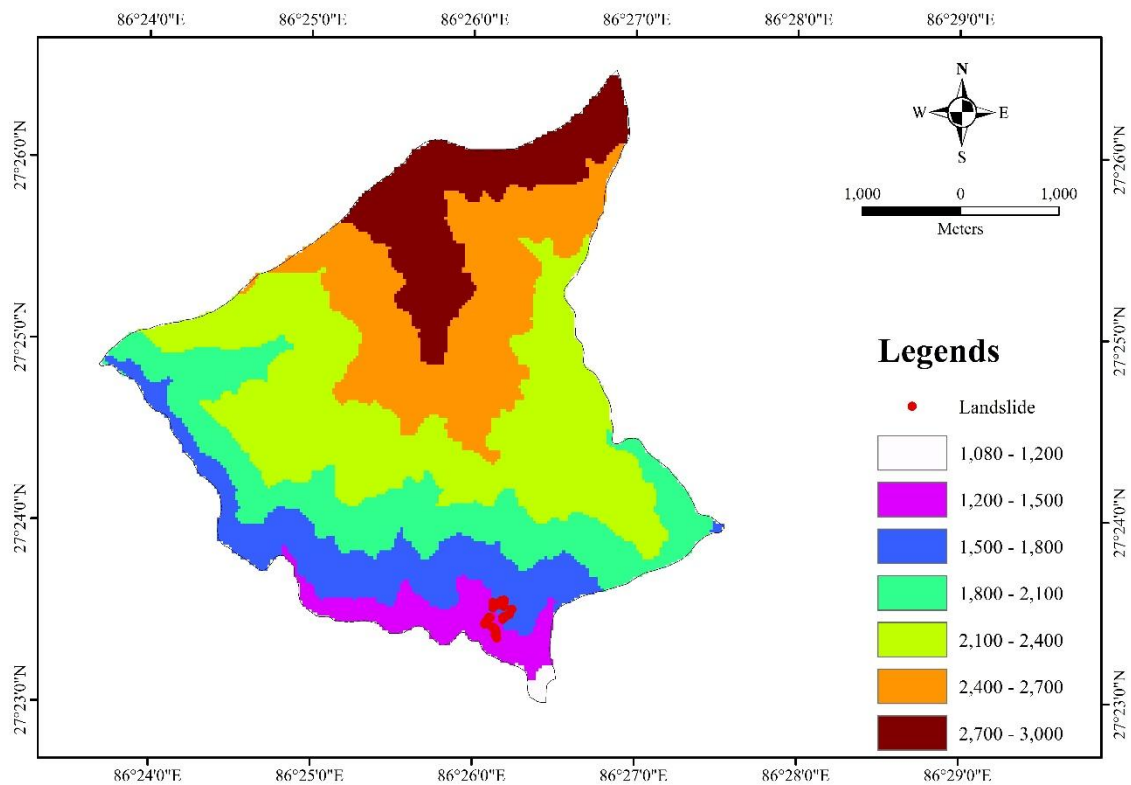 86°24'0"E 86°25'0"E 86°26'0"E 86°27'0"E 86°28'0"E 86°29'0"E
27°26'0"N
27°25'0"N
27°24'0"N
27°23'0"N
N
W E
S
1,000 0 1,000
Meters
Legends
Landslide
1,080 - 1,200
1,200 - 1,500
1,500 - 1,800
1,800 - 2,100
2,100 - 2,400
2,400 - 2,700
2,700 - 3,000
27°26'0"N
27°25'0"N
27°24'0"N
27°23'0"N
86°24'0"E 86°25'0"E 86°26'0"E 86°27'0"E 86°28'0"E 86°29'0"E